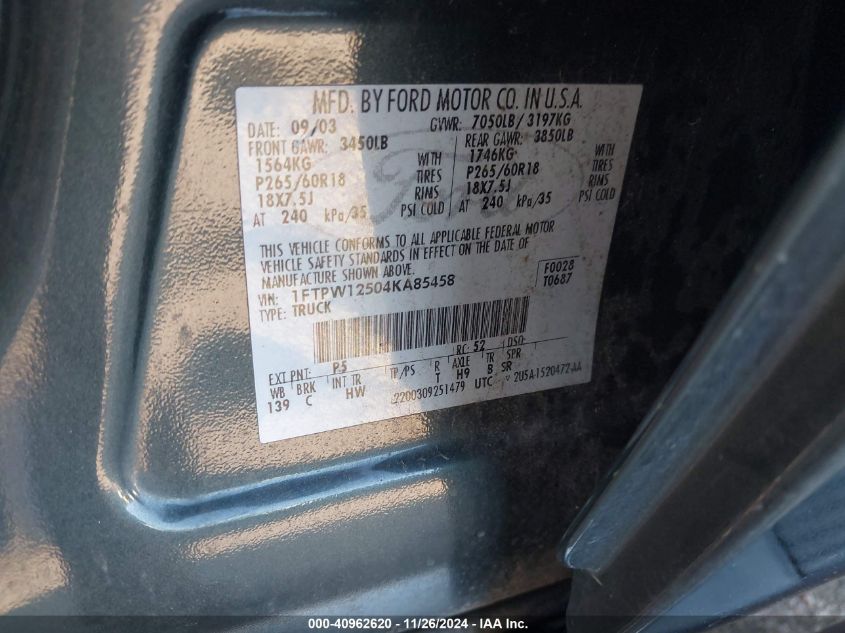 MFD. BY FORD MOTOR CO. IN U.S.A.
DATE: 09/03 GVWR: 7050LB/3197KG
FRONT GAWR: 3450LB REAR GAWR: 3850LB
1564KG WITH 1746KG WITH
P265/60R18 TIRES P265/60R18 TIRES
18X7.5J RIMS 18X7.5J RIMS
AT 240 kPa/35 PSI COLD AT 240 kPa/35 PSI COLD
THIS VEHICLE CONFORMS TO ALL APPLICABLE FEDERAL MOTOR
VEHICLE SAFETY STANDARDS IN EFFECT ON THE DATE OF
MANUFACTURE SHOWN ABOVE.
VIN: 1FTPW12504KA85458 F0028
TYPE: TRUCK T0687
EXT PNT: P5 RC: 52 DSO:
WB BRK INT TR TP/PS R AXLE TR SPR
139 C HW T H9 B SR
2200309251479 UTC 2U5A-1520472-AA
000-40962620 - 11/26/2024 - IAA Inc.